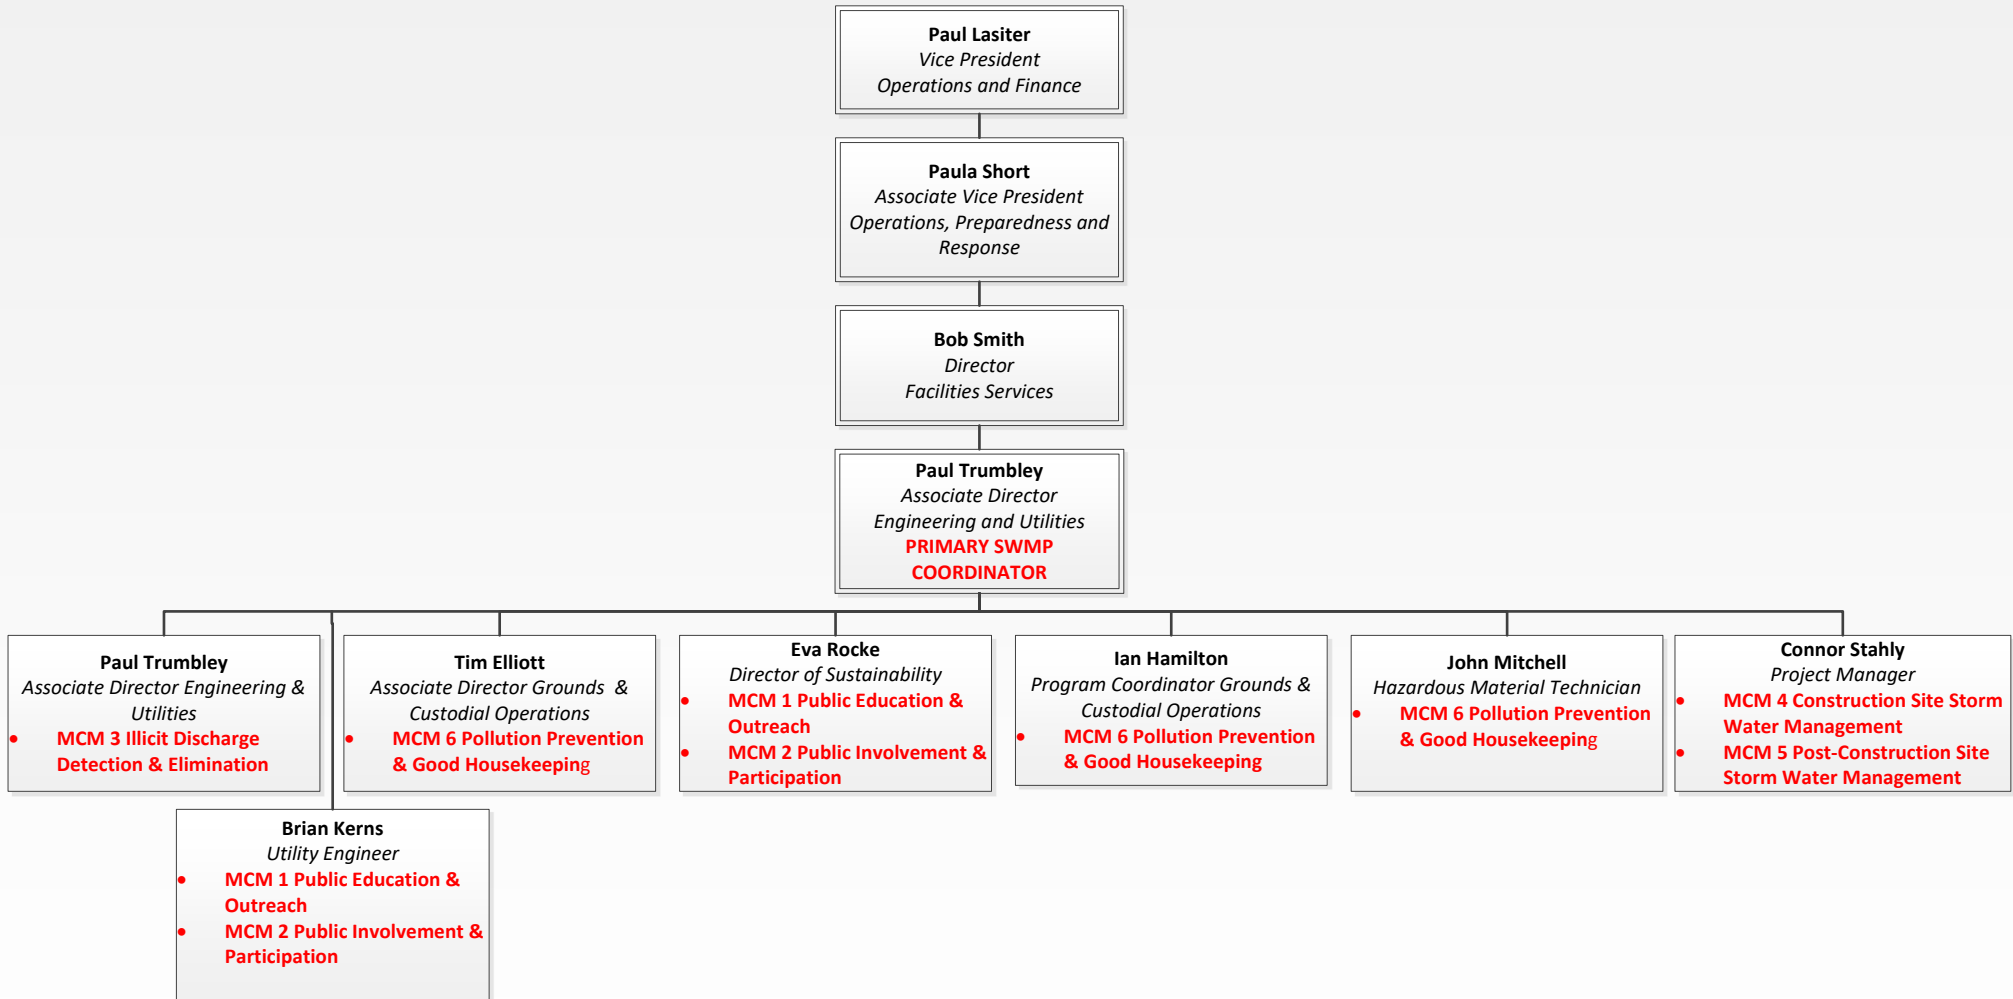 Paul Lasiter
Vice President
Operations and Finance
Paula Short
Associate Vice President
Operations, Preparedness and
Response
Bob Smith
Director
Facilities Services
Paul Trumbley
Associate Director
Engineering and Utilities
PRIMARY SWMP
COORDINATOR
Paul Trumbley
Associate Director Engineering &
Utilities
• MCM 3 Illicit Discharge
Detection & Elimination
Tim Elliott
Associate Director Grounds &
Custodial Operations
• MCM 6 Pollution Prevention
& Good Housekeeping
Eva Rocke
Director of Sustainability
• MCM 1 Public Education &
Outreach
• MCM 2 Public Involvement &
Participation
Ian Hamilton
Program Coordinator Grounds &
Custodial Operations
• MCM 6 Pollution Prevention
& Good Housekeeping
John Mitchell
Hazardous Material Technician
• MCM 6 Pollution Prevention
& Good Housekeeping
Connor Stahly
Project Manager
• MCM 4 Construction Site Storm
Water Management
• MCM 5 Post-Construction Site
Storm Water Management
Brian Kerns
Utility Engineer
• MCM 1 Public Education &
Outreach
• MCM 2 Public Involvement &
Participation